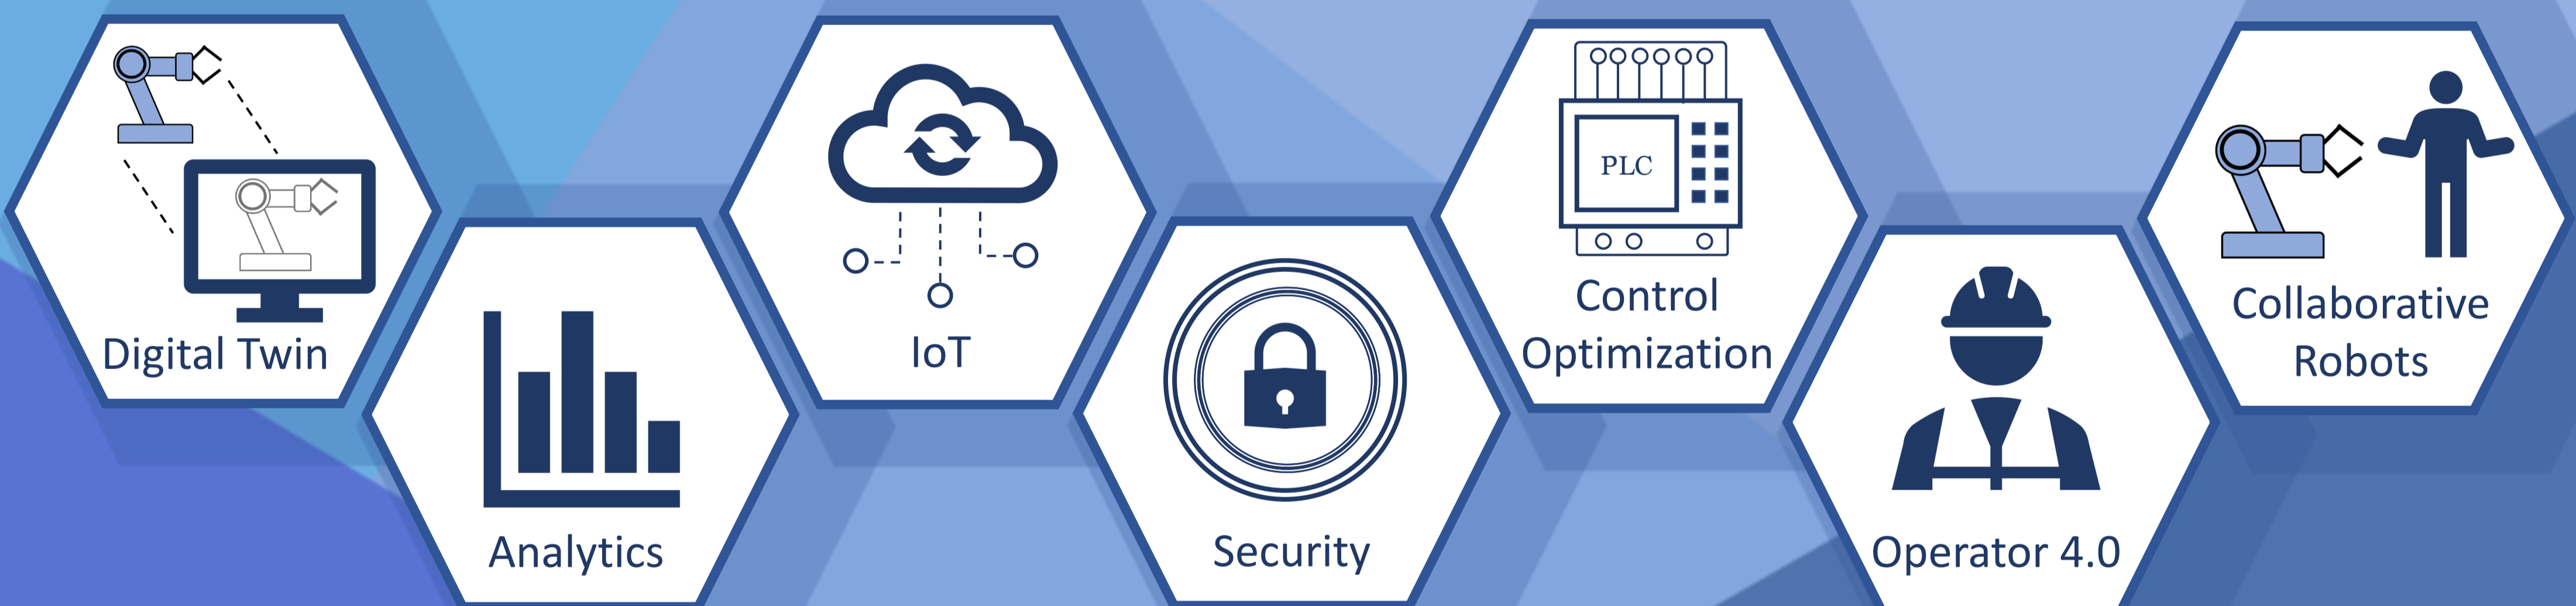 Digital Twin
Analytics
IoT
Security
PLC
Control
Optimization
Operator 4.0
Collaborative
Robots